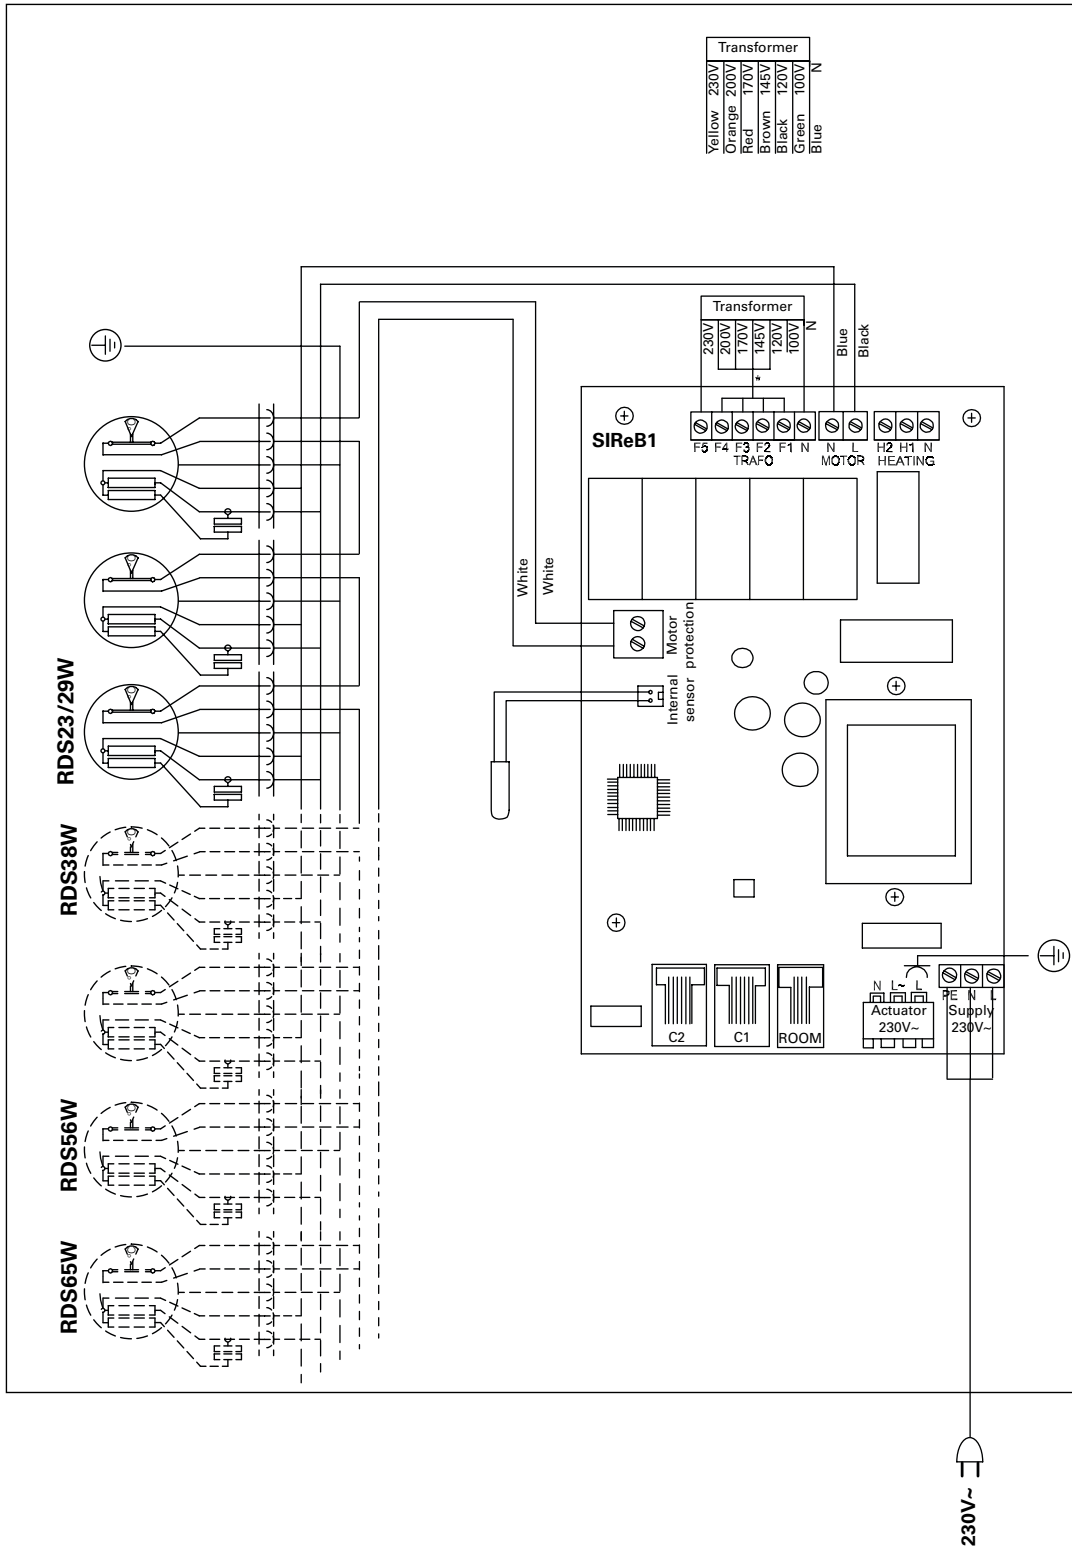 Transformer
Yellow 230V
Orange 200V
Red 170V
Brown 145V
Black 120V
Green 100V
Blue N
Transformer
230V
200V
170V
145V
120V
100V
N
*
Blue
Black
SIReB1
F5 F4 F3 F2 F1 N
TRAFO
N L
MOTOR
H2 H1 N
HEATING
White
White
Motor
protection
Internal
sensor
RDS23/29W
RDS38W
RDS56W
RDS65W
C2
C1
ROOM
N L~ L
Actuator
230V~
PE N L
Supply
230V~
230V~